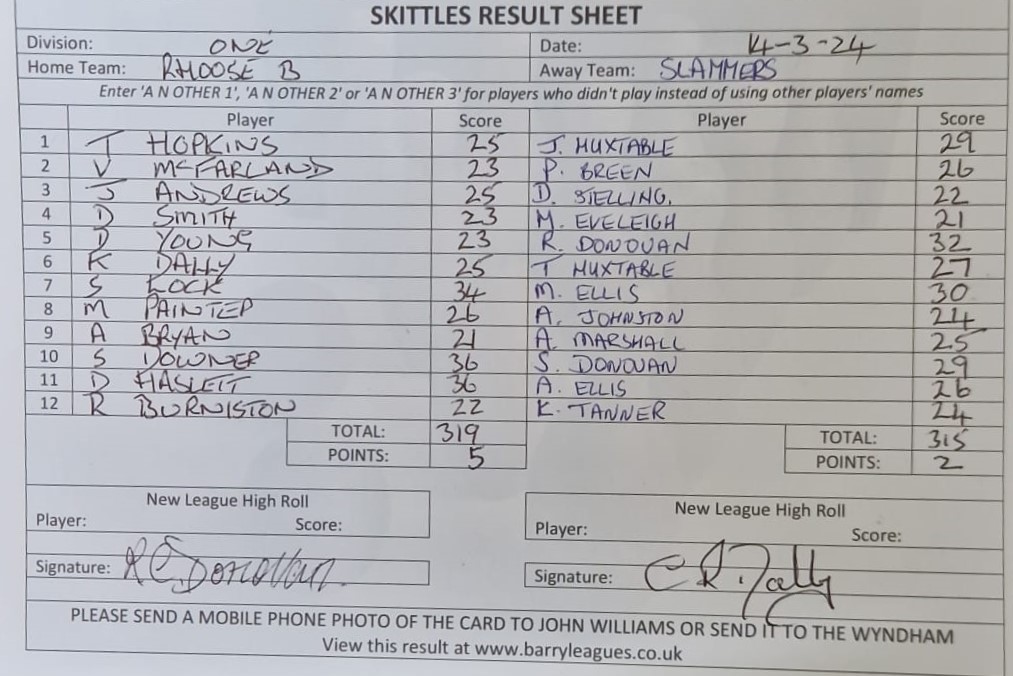 SKITTLES RESULT SHEET
Division: ONE Date: 14-3-24
Home Team: RHOOSE B Away Team: SLAMMERS
Enter 'A N OTHER 1', 'A N OTHER 2' or 'A N OTHER 3' for players who didn't play instead of using other players' names
Player Score Player Score
1 T HOPKINS 25 J. HUXTABLE 29
2 V McFARLAND 23 P. BREEN 26
3 J ANDREWS 25 D. STELLING. 22
4 D SMITH 23 M. EVELEIGH 21
5 D YOUNG 23 R. DONOVAN 32
6 K DALLY 25 T HUXTABLE 27
7 S LOCK 34 M. ELLIS 30
8 M PAINTER 26 A. JOHNSTON 24
9 A BRYAN 21 A. MARSHALL 25
10 S DOWNER 36 S. DONOVAN 29
11 D HASLETT 36 A. ELLIS 26
12 R BURNISTON 22 K. TANNER 24
TOTAL: 319 TOTAL: 315
POINTS: 5 POINTS: 2
New League High Roll New League High Roll
Player: Score: Player: Score:
Signature: R C Donovan. Signature: C R. Dally
PLEASE SEND A MOBILE PHONE PHOTO OF THE CARD TO JOHN WILLIAMS OR SEND IT TO THE WYNDHAM
View this result at www.barryleagues.co.uk